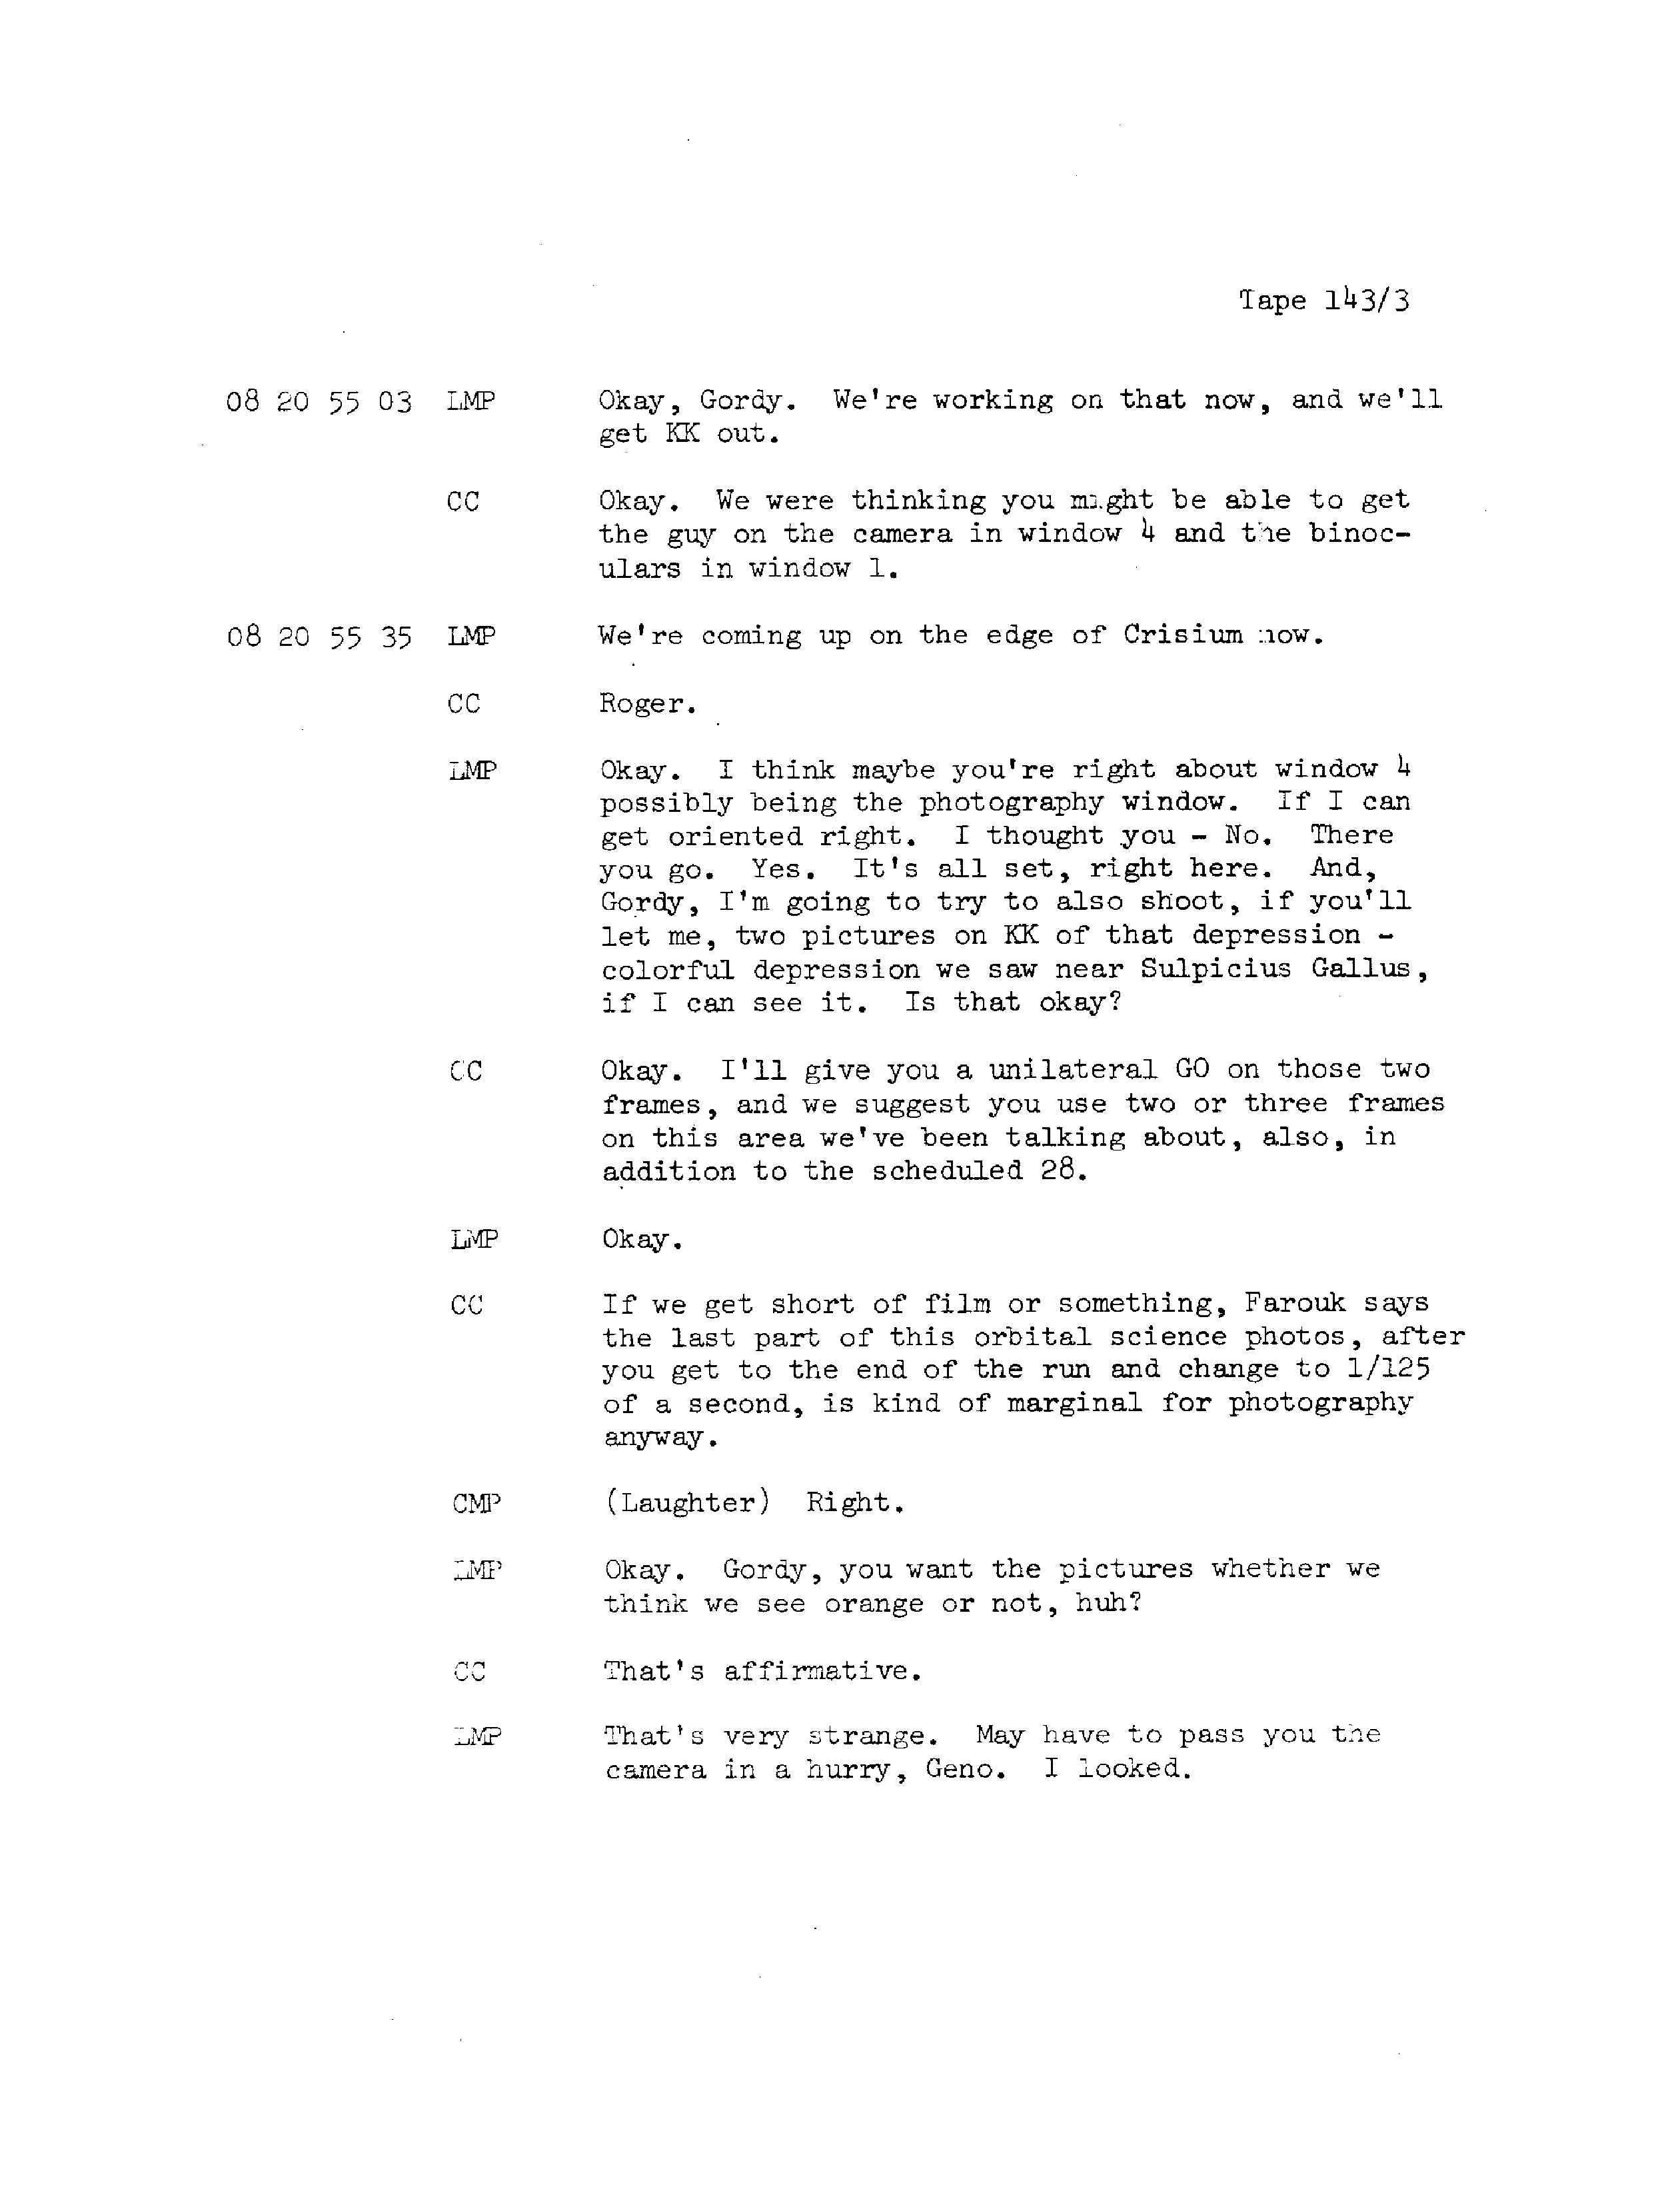 Tape 143/3
08 20 55 03 LMP Okay, Gordy. We're working on that now, and we'll
get KK out.
CC Okay. We were thinking you might be able to get
the guy on the camera in window 4 and the binoc-
ulars in window 1.
08 20 55 35 LMP We're coming up on the edge of Crisium now.
CC Roger.
LMP Okay. I think maybe you're right about window 4
possibly being the photography window. If I can
get oriented right. I thought you - No. There
you go. Yes. It's all set, right here. And,
Gordy, I'm going to try to also shoot, if you'll
let me, two pictures on KK of that depression -
colorful depression we saw near Sulpicius Gallus,
if I can see it. Is that okay?
CC Okay. I'll give you a unilateral GO on those two
frames, and we suggest you use two or three frames
on this area we've been talking about, also, in
addition to the scheduled 28.
LMP Okay.
CC If we get short of film or something, Farouk says
the last part of this orbital science photos, after
you get to the end of the run and change to 1/125
of a second, is kind of marginal for photography
anyway.
CMP (Laughter) Right.
LMP Okay. Gordy, you want the pictures whether we
think we see orange or not, huh?
CC That's affirmative.
LMP That's very strange. May have to pass you the
camera in a hurry, Geno. I looked.